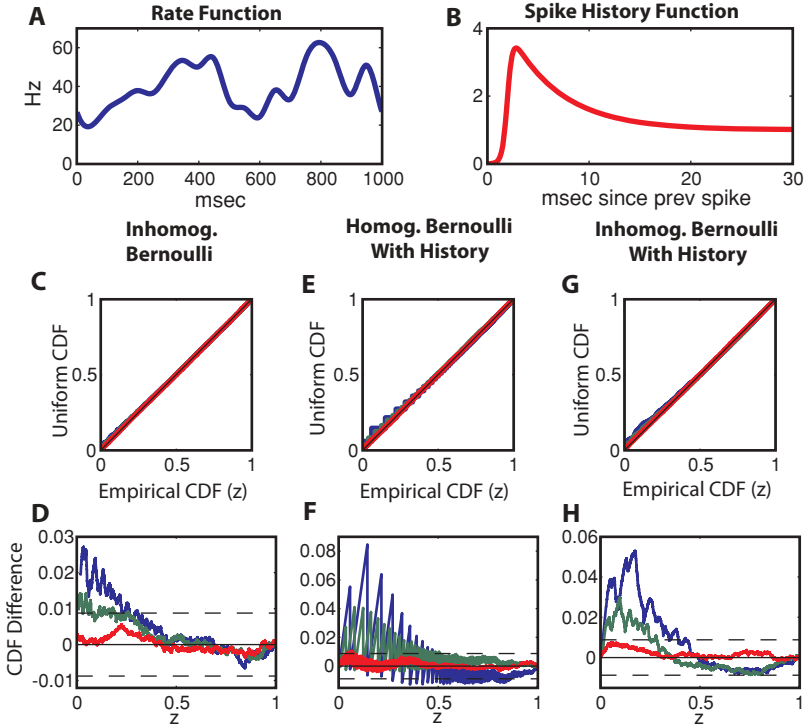 A
Rate Function
60
40
20
0
Hz
0
200
400
600
800
1000
msec
B
Spike History Function
4
2
0
0
10
20
30
msec since prev spike
Inhomog.
Bernoulli
Homog. Bernoulli
With History
Inhomog. Bernoulli
With History
C
1
0.5
0
Uniform CDF
0
0.5
1
Empirical CDF (z)
E
1
0.5
0
Uniform CDF
0
0.5
1
Empirical CDF (z)
G
1
0.5
0
Uniform CDF
0
0.5
1
Empirical CDF (z)
D
0.03
0.02
0.01
0
-0.01
CDF Difference
0
0.5
1
z
F
0.08
0.06
0.04
0.02
0
0
0.5
1
z
H
0.06
0.04
0.02
0
0
0.5
1
z